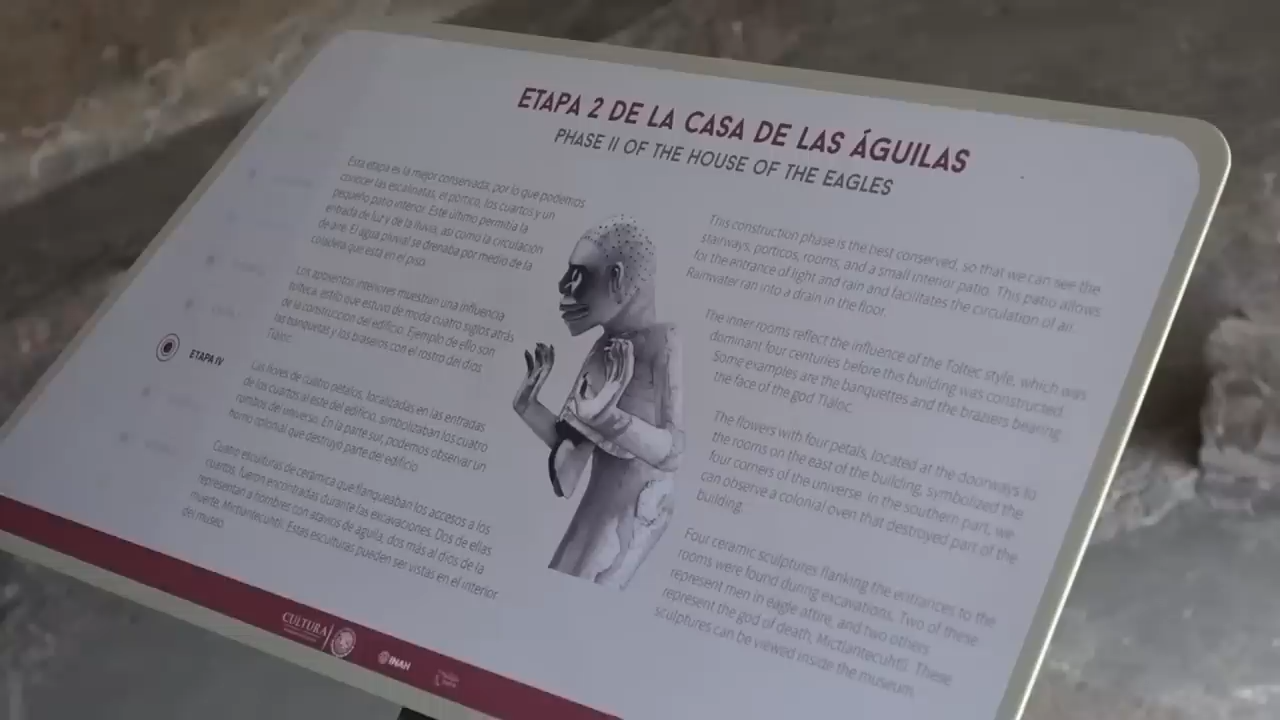 ETAPA 2 DE LA CASA DE LAS ÁGUILAS
PHASE II OF THE HOUSE OF THE EAGLES
Esta etapa es la mejor conservada, por lo que podemos
conocer las escalinatas, el pórtico, los cuartos y un
pequeño patio interior. Este último permitía la
entrada de luz y de la lluvia, así como la circulación
de aire. El agua pluvial se drenaba por medio de la
coladera que está en el piso.
Los aposentos interiores muestran una influencia
tolteca, estilo que estuvo de moda cuatro siglos atrás
de la construcción del edificio. Ejemplo de ello son
las banquetas y los braseros con el rostro del dios
Tláloc.
Las flores de cuatro pétalos, localizadas en las entradas
de los cuartos al este del edificio, simbolizaban los cuatro
rumbos del universo. En la parte sur, podemos observar un
horno colonial que destruyó parte del edificio.
Cuatro esculturas de cerámica que flanqueaban los accesos a los
cuartos, fueron encontradas durante las excavaciones. Dos de ellas
representan a hombres con atavíos de águila, dos más al dios de la
muerte, Mictlantecuhtli. Estas esculturas pueden ser vistas en el interior
del museo.
ETAPA IV
This construction phase is the best conserved, so that we can see the
stairways, porticos, rooms, and a small interior patio. This patio allows
for the entrance of light and rain and facilitates the circulation of air.
Rainwater ran into a drain in the floor.
The inner rooms reflect the influence of the Toltec style, which was
dominant four centuries before this building was constructed.
Some examples are the banquettes and the braziers bearing
the face of the god Tláloc.
The flowers with four petals, located at the doorways to
the rooms on the east of the building, symbolized the
four corners of the universe. In the southern part, we
can observe a colonial oven that destroyed part of the
building.
Four ceramic sculptures flanking the entrances to the
rooms were found during excavations. Two of these
represent men in eagle attire, and two others
represent the god of death, Mictlantecuhtli. These
sculptures can be viewed inside the museum.
CULTURA
INAH